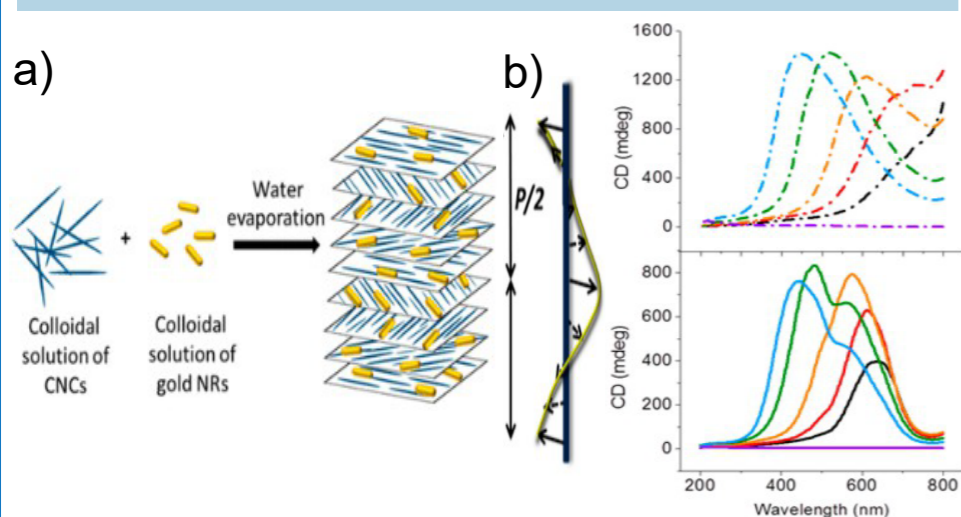 a)
Colloidal
solution of
CNCs
+
Colloidal
solution of
gold NRs
Water
evaporation
P/2
b)
CD (mdeg)
1600
1200
800
400
0
CD (mdeg)
800
600
400
200
0
200 400 600 800
Wavelength (nm)